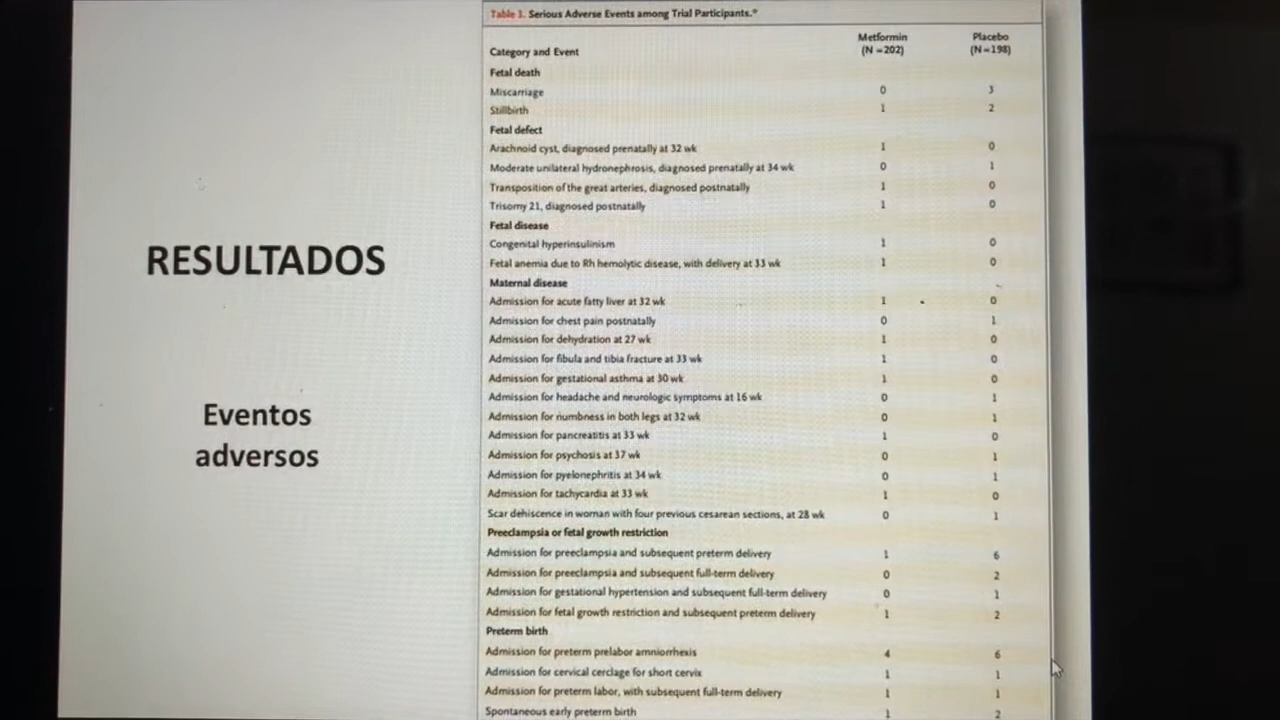 RESULTADOS
Eventos
adversos
Table 3. Serious Adverse Events among Trial Participants.*
Category and Event Metformin (N=202) Placebo (N=198)
Fetal death
Miscarriage 0 3
Stillbirth 1 2
Fetal defect
Arachnoid cyst, diagnosed prenatally at 32 wk 1 0
Moderate unilateral hydronephrosis, diagnosed prenatally at 34 wk 0 1
Transposition of the great arteries, diagnosed postnatally 1 0
Trisomy 21, diagnosed postnatally 1 0
Fetal disease
Congenital hyperinsulinism 1 0
Fetal anemia due to Rh hemolytic disease, with delivery at 33 wk 1 0
Maternal disease
Admission for acute fatty liver at 32 wk 1 0
Admission for chest pain postnatally 0 1
Admission for dehydration at 27 wk 1 0
Admission for fibula and tibia fracture at 33 wk 1 0
Admission for gestational asthma at 30 wk 1 0
Admission for headache and neurologic symptoms at 16 wk 0 1
Admission for numbness in both legs at 32 wk 0 1
Admission for pancreatitis at 33 wk 1 0
Admission for psychosis at 37 wk 0 1
Admission for pyelonephritis at 34 wk 0 1
Admission for tachycardia at 33 wk 1 0
Scar dehiscence in woman with four previous cesarean sections, at 28 wk 0 1
Preeclampsia or fetal growth restriction
Admission for preeclampsia and subsequent preterm delivery 1 6
Admission for preeclampsia and subsequent full-term delivery 0 2
Admission for gestational hypertension and subsequent full-term delivery 0 1
Admission for fetal growth restriction and subsequent preterm delivery 1 2
Preterm birth
Admission for preterm prelabor amniorrhexis 4 6
Admission for cervical cerclage for short cervix 1 1
Admission for preterm labor, with subsequent full-term delivery 1 1
Spontaneous early preterm birth 1 2